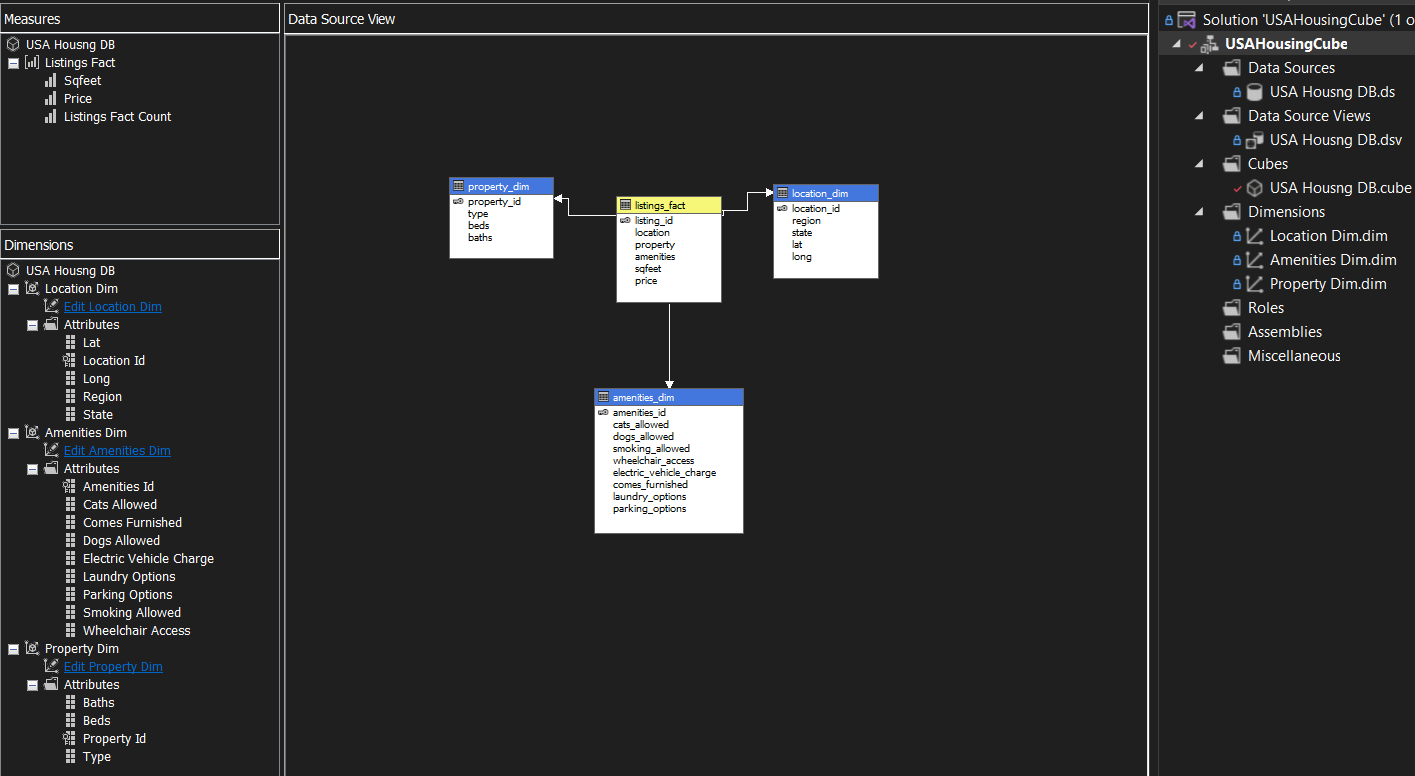 Measures
USA Housng DB
Listings Fact
Sqfeet
Price
Listings Fact Count
Dimensions
USA Housng DB
Location Dim
Edit Location Dim
Attributes
Lat
Location Id
Long
Region
State
Amenities Dim
Edit Amenities Dim
Attributes
Amenities Id
Cats Allowed
Comes Furnished
Dogs Allowed
Electric Vehicle Charge
Laundry Options
Parking Options
Smoking Allowed
Wheelchair Access
Property Dim
Edit Property Dim
Attributes
Baths
Beds
Property Id
Type
Data Source View
property_dim
property_id
type
beds
baths
listings_fact
listing_id
location
property
amenities
sqfeet
price
location_dim
location_id
region
state
lat
long
amenities_dim
amenities_id
cats_allowed
dogs_allowed
smoking_allowed
wheelchair_access
electric_vehicle_charge
comes_furnished
laundry_options
parking_options
Solution 'USAHousingCube' (1 o
USAHousingCube
Data Sources
USA Housng DB.ds
Data Source Views
USA Housng DB.dsv
Cubes
USA Housng DB.cube
Dimensions
Location Dim.dim
Amenities Dim.dim
Property Dim.dim
Roles
Assemblies
Miscellaneous